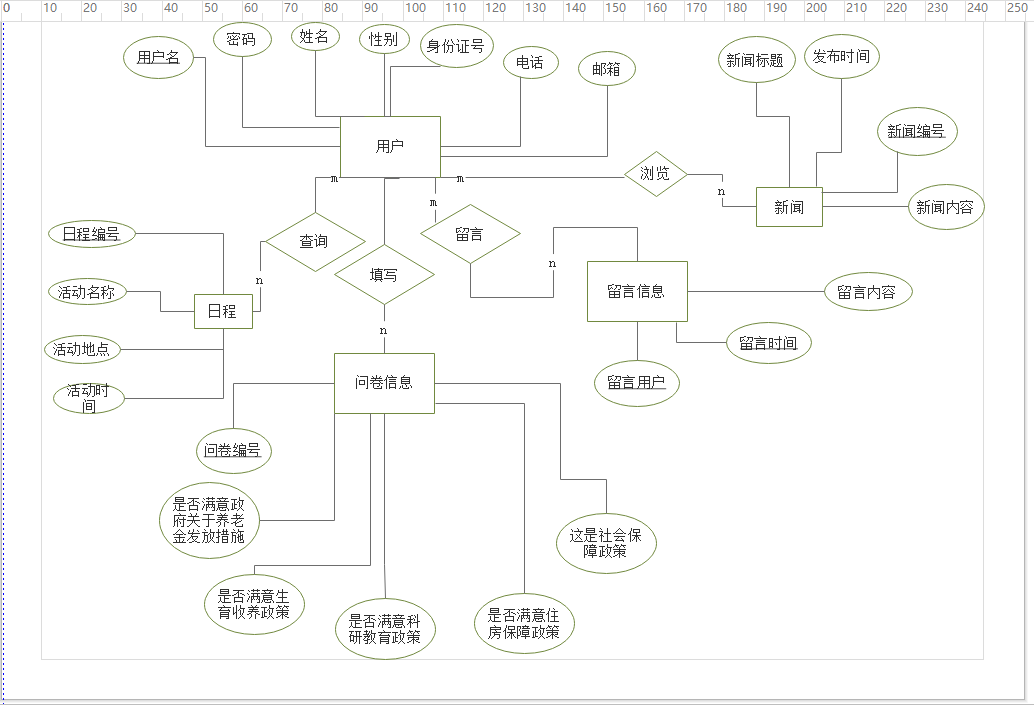 0 10 20 30 40 50 60 70 80 90 100 110 120 130 140 150 160 170 180 190 200 210 220 230 240 250
用户名
密码
姓名
性别
身份证号
电话
邮箱
新闻标题
发布时间
新闻编号
用户
浏览
m
m
m
n
新闻
新闻内容
日程编号
查询
填写
留言
n
n
活动名称
日程
留言信息
留言内容
n
活动地点
留言时间
活动时
间
问卷信息
留言用户
问卷编号
是否满意政
府关于养老
金发放措施
这是社会保
障政策
是否满意生
育收养政策
是否满意科
研教育政策
是否满意住
房保障政策